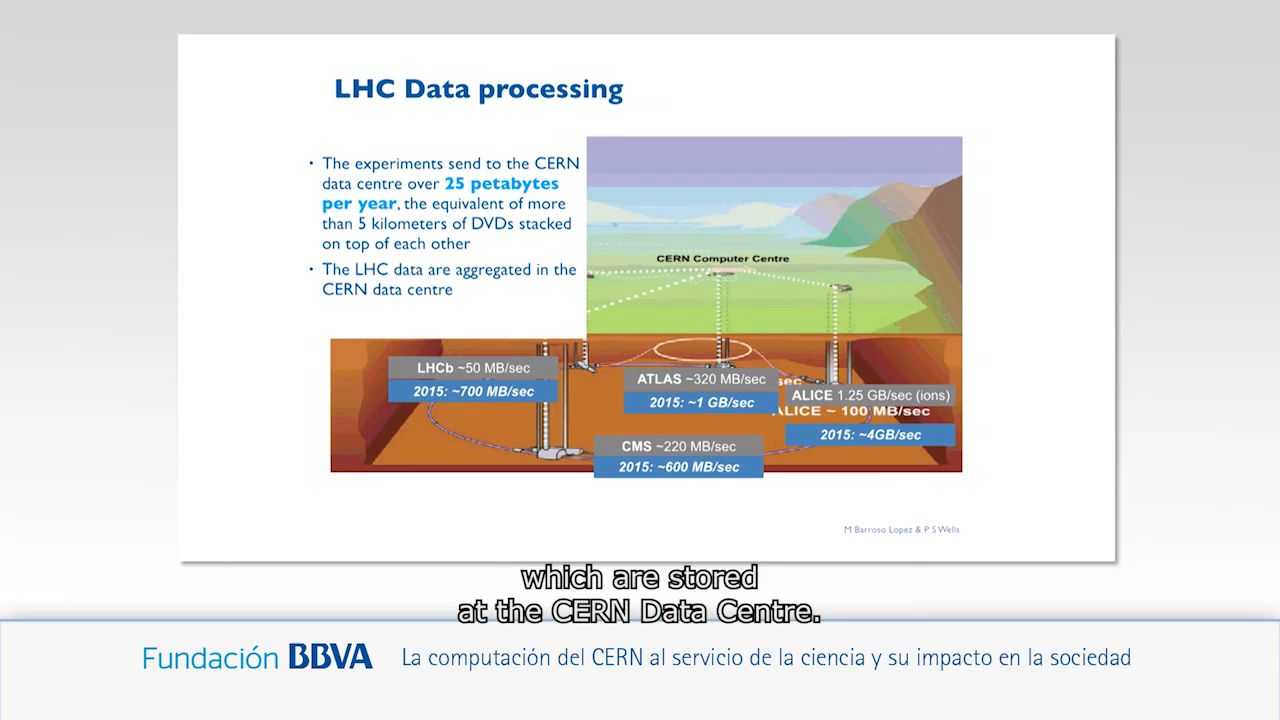 LHC Data processing
• The experiments send to the CERN
data centre over 25 petabytes
per year, the equivalent of more
than 5 kilometers of DVDs stacked
on top of each other
• The LHC data are aggregated in the
CERN data centre
CERN Computer Centre
LHCb ~50 MB/sec
2015: ~700 MB/sec
ATLAS ~320 MB/sec
sec
2015: ~1 GB/sec
ALICE 1.25 GB/sec (ions)
ALICE ~ 100 MB/sec
2015: ~4GB/sec
CMS ~220 MB/sec
2015: ~600 MB/sec
M Barroso Lopez & P S Wells
which are stored
at the CERN Data Centre.
Fundación BBVA La computación del CERN al servicio de la ciencia y su impacto en la sociedad